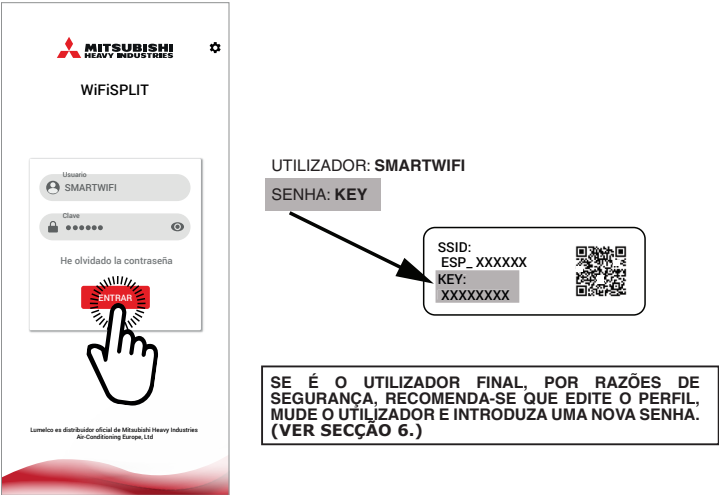 MITSUBISHI
HEAVY INDUSTRIES
WiFiSPLIT
Usuario
SMARTWIFI
Clave
He olvidado la contraseña
ENTRAR
Lumelco es distribuidor oficial de Mitsubishi Heavy Industries
Air-Conditioning Europe, Ltd
UTILIZADOR: SMARTWIFI
SENHA: KEY
SSID:
ESP_ XXXXXX
KEY:
XXXXXXXX
SE É O UTILIZADOR FINAL, POR RAZÕES DE
SEGURANÇA, RECOMENDA-SE QUE EDITE O PERFIL,
MUDE O UTILIZADOR E INTRODUZA UMA NOVA SENHA.
(VER SECÇÃO 6.)